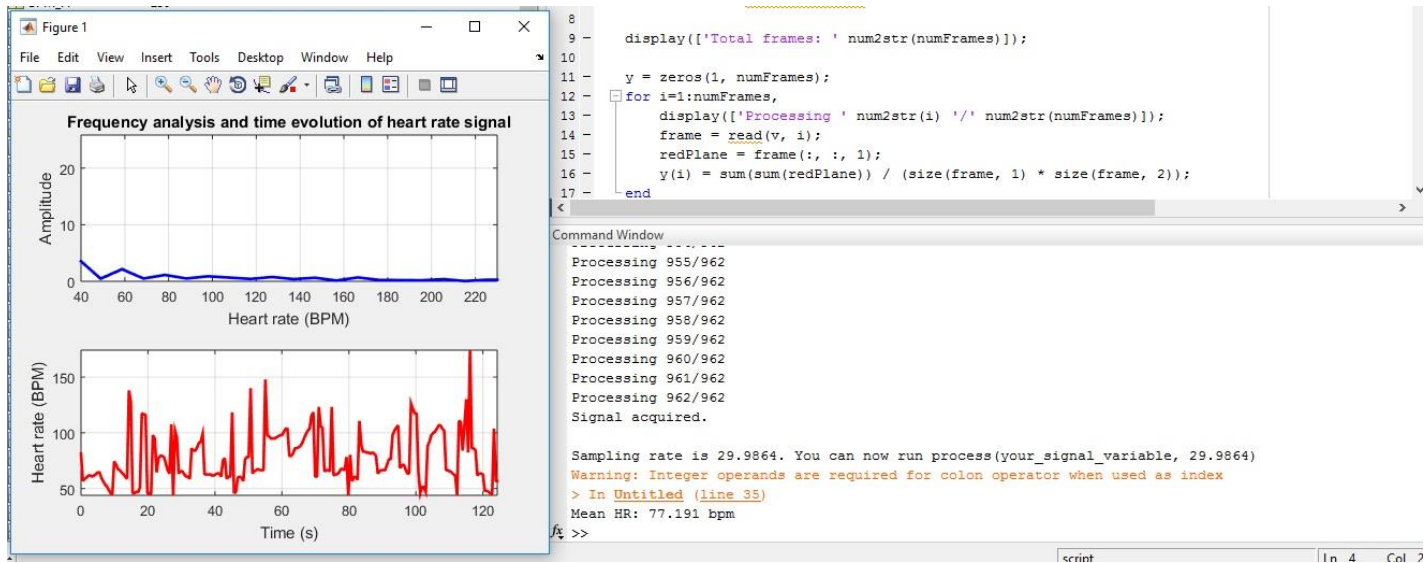 Figure 1
File Edit View Insert Tools Desktop Window Help
Frequency analysis and time evolution of heart rate signal
20
10
0
Amplitude
40 60 80 100 120 140 160 180 200 220
Heart rate (BPM)
150
100
50
Heart rate (BPM)
0 20 40 60 80 100 120
Time (s)
8
9 - display(['Total frames: ' num2str(numFrames)]);
10
11 - y = zeros(1, numFrames);
12 - for i=1:numFrames,
13 - display(['Processing ' num2str(i) '/' num2str(numFrames)]);
14 - frame = read(v, i);
15 - redPlane = frame(:, :, 1);
16 - y(i) = sum(sum(redPlane)) / (size(frame, 1) * size(frame, 2));
17 - end
Command Window
Processing 955/962
Processing 956/962
Processing 957/962
Processing 958/962
Processing 959/962
Processing 960/962
Processing 961/962
Processing 962/962
Signal acquired.
Sampling rate is 29.9864. You can now run process(your_signal_variable, 29.9864)
Warning: Integer operands are required for colon operator when used as index
> In Untitled (line 35)
Mean HR: 77.191 bpm
fx >>
script
Ln 4 Col